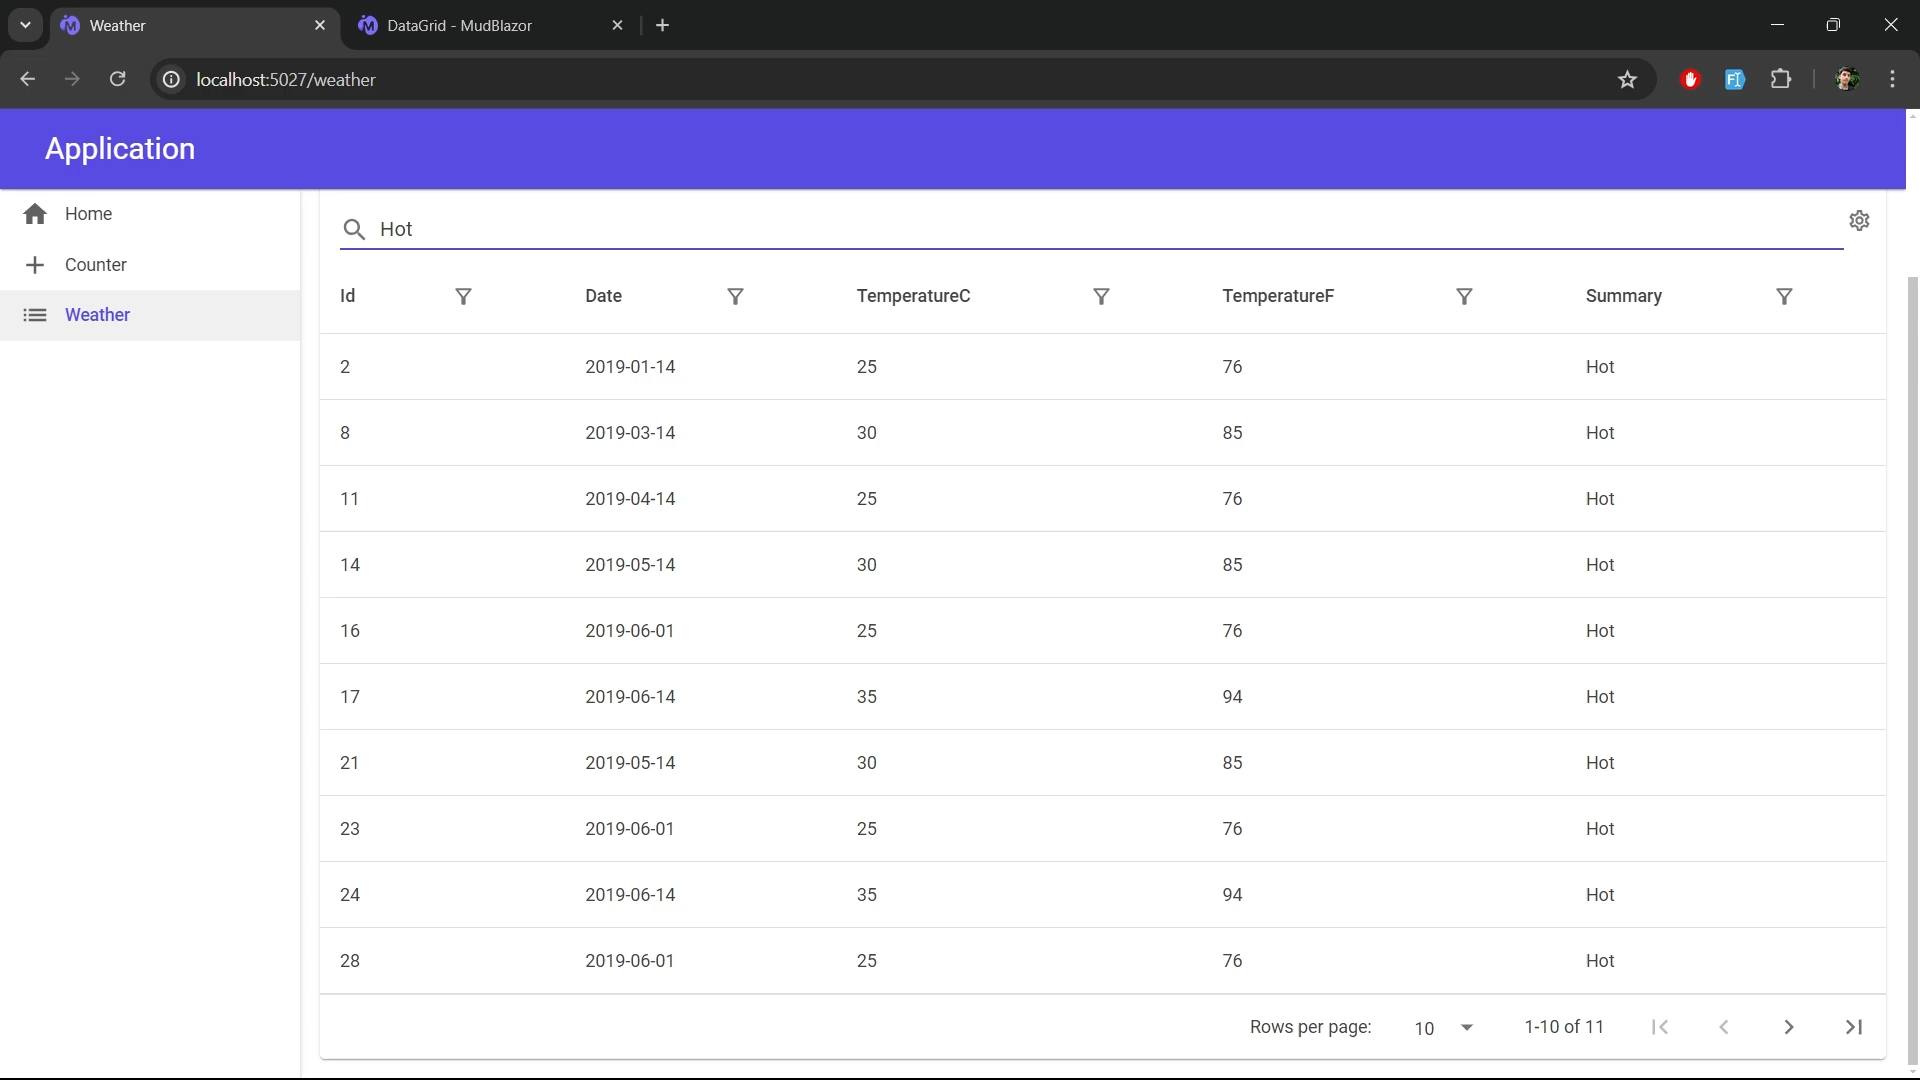 Weather
DataGrid - MudBlazor
localhost:5027/weather
Application
Home
Counter
Weather
Hot
Id Date TemperatureC TemperatureF Summary
2 2019-01-14 25 76 Hot
8 2019-03-14 30 85 Hot
11 2019-04-14 25 76 Hot
14 2019-05-14 30 85 Hot
16 2019-06-01 25 76 Hot
17 2019-06-14 35 94 Hot
21 2019-05-14 30 85 Hot
23 2019-06-01 25 76 Hot
24 2019-06-14 35 94 Hot
28 2019-06-01 25 76 Hot
Rows per page: 10 1-10 of 11